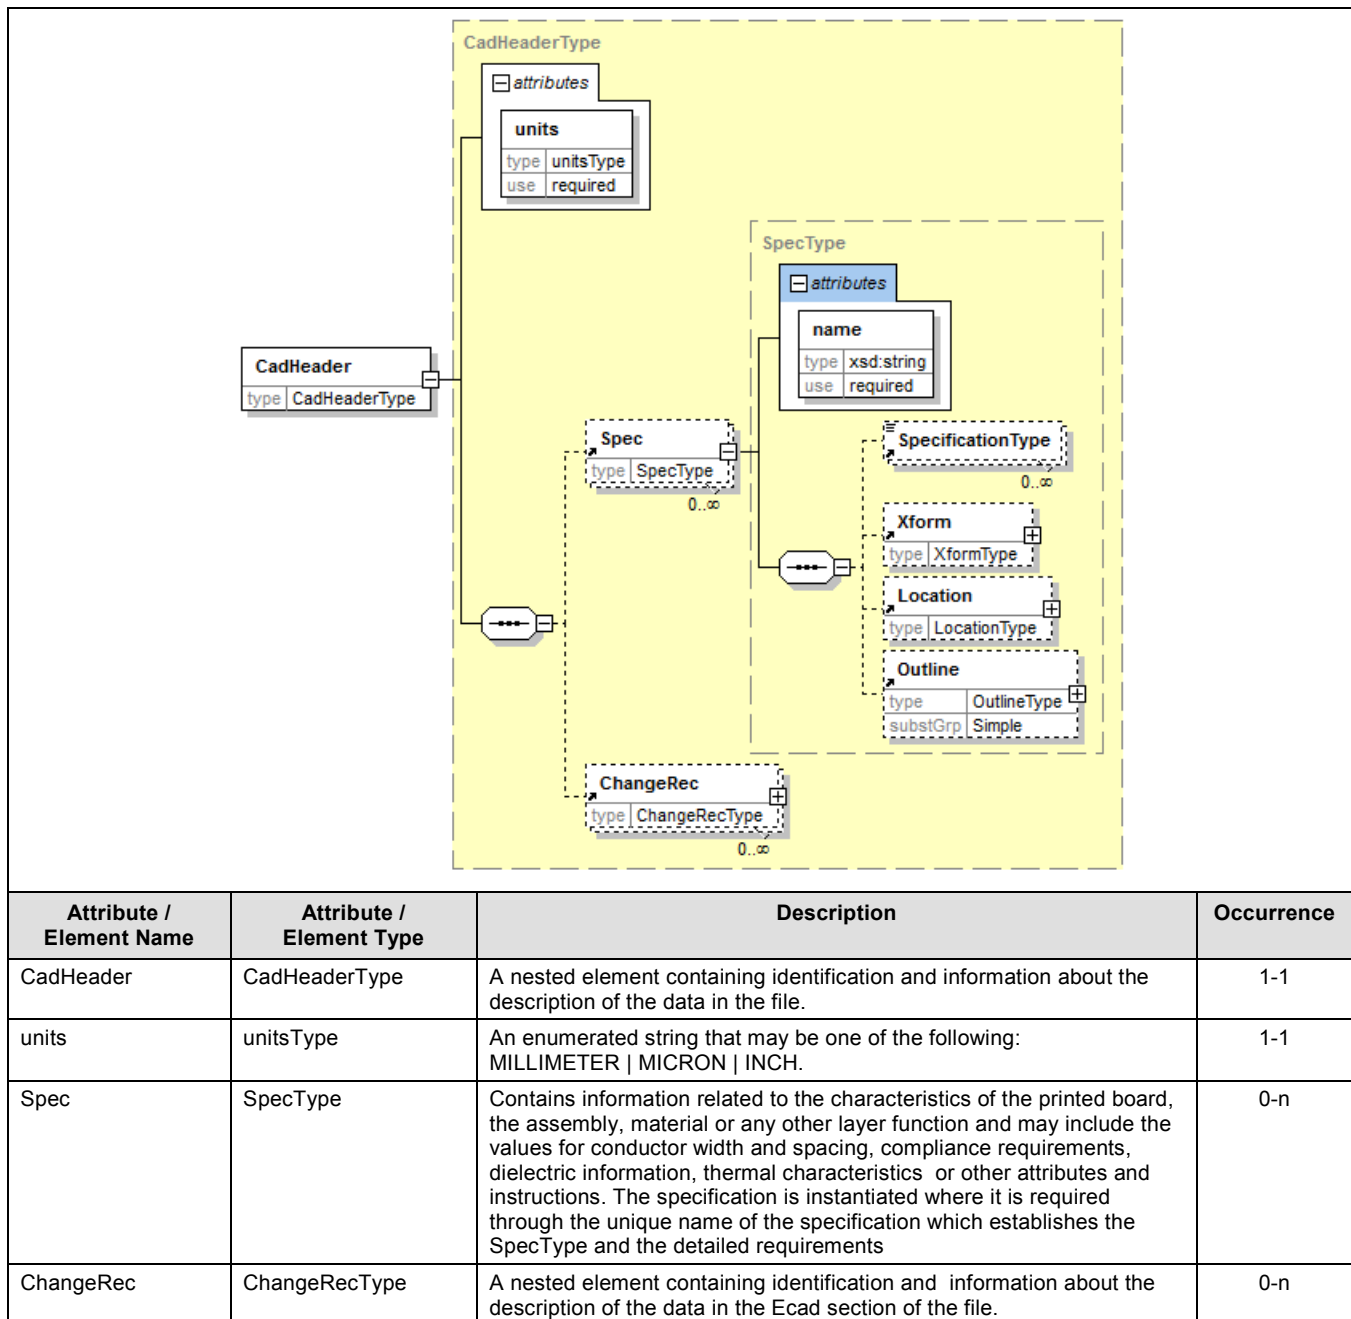 CadHeaderType
attributes
units
type unitsType
use required
SpecType
attributes
name
type xsd:string
use required
CadHeader
type CadHeaderType
Spec
type SpecType
0..∞
SpecificationType
0..∞
Xform
type XformType
Location
type LocationType
Outline
type OutlineType
substGrp Simple
ChangeRec
type ChangeRecType
0..∞
Attribute / Element Name
Attribute / Element Type
Description
Occurrence
CadHeader CadHeaderType A nested element containing identification and information about the 1-1
description of the data in the file.
units unitsType An enumerated string that may be one of the following: 1-1
MILLIMETER | MICRON | INCH.
Spec SpecType Contains information related to the characteristics of the printed board, 0-n
the assembly, material or any other layer function and may include the
values for conductor width and spacing, compliance requirements,
dielectric information, thermal characteristics or other attributes and
instructions. The specification is instantiated where it is required
through the unique name of the specification which establishes the
SpecType and the detailed requirements
ChangeRec ChangeRecType A nested element containing identification and information about the 0-n
description of the data in the Ecad section of the file.